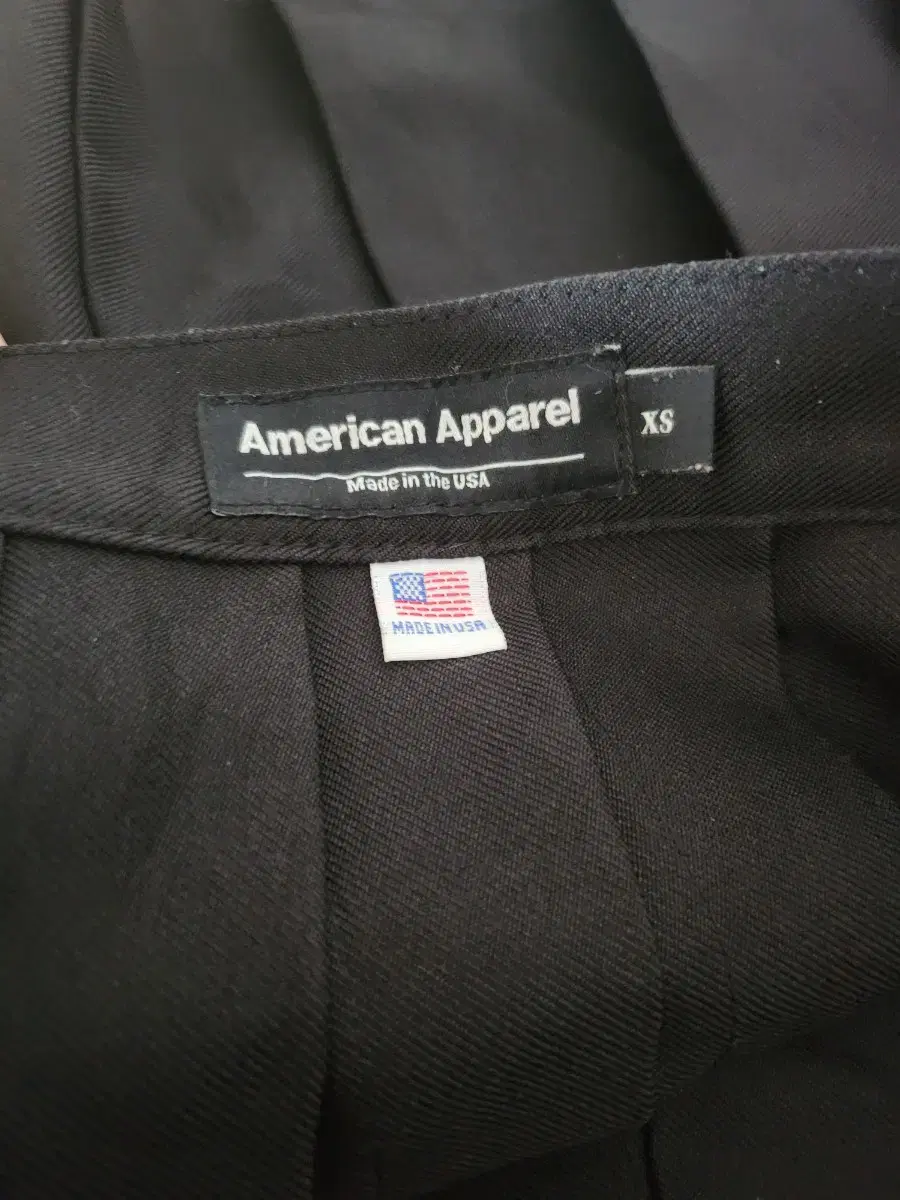 American Apparel
Made in the USA
XS
MADE IN USA